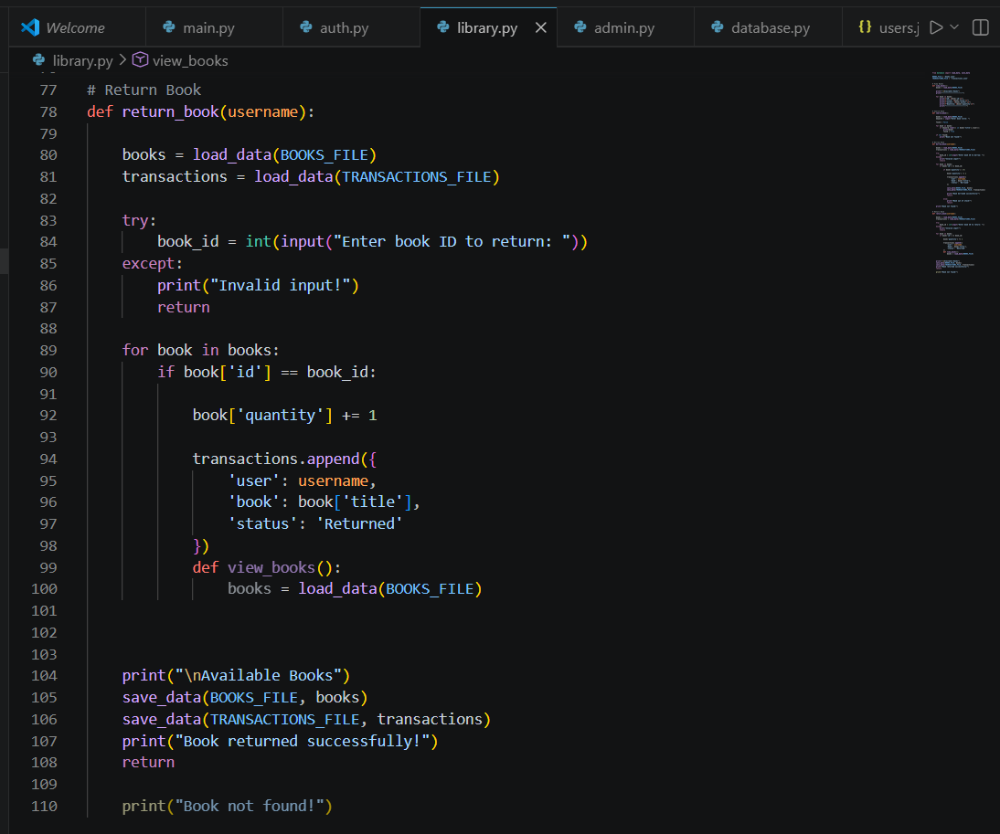 Welcome
main.py
auth.py
library.py
admin.py
database.py
{} users.j
library.py > view_books
77 # Return Book
78 def return_book(username):
79
80     books = load_data(BOOKS_FILE)
81     transactions = load_data(TRANSACTIONS_FILE)
82
83     try:
84         book_id = int(input("Enter book ID to return: "))
85     except:
86         print("Invalid input!")
87         return
88
89     for book in books:
90         if book['id'] == book_id:
91
92             book['quantity'] += 1
93
94             transactions.append({
95                 'user': username,
96                 'book': book['title'],
97                 'status': 'Returned'
98             })
99             def view_books():
100                 books = load_data(BOOKS_FILE)
101
102
103
104     print("\nAvailable Books")
105     save_data(BOOKS_FILE, books)
106     save_data(TRANSACTIONS_FILE, transactions)
107     print("Book returned successfully!")
108     return
109
110     print("Book not found!")